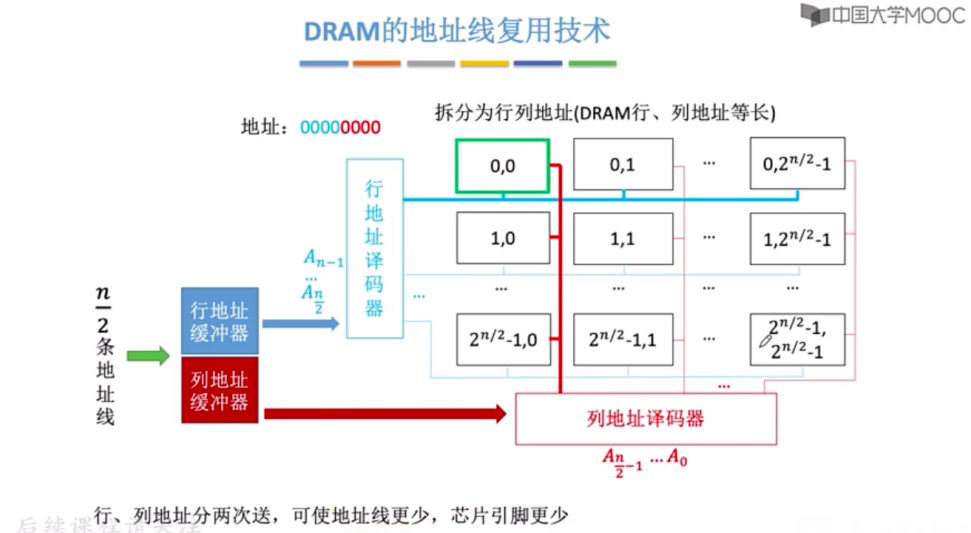 中国大学MOOC
DRAM的地址线复用技术
地址：00000000
拆分为行列地址(DRAM行、列地址等长)
行地址译码器
0,0
0,1
...
0,2^{n/2}-1
1,0
1,1
...
1,2^{n/2}-1
A_{n-1}
...
A_{n/2}
...
...
...
...
...
2^{n/2}-1,0
2^{n/2}-1,1
...
2^{n/2}-1,
2^{n/2}-1
n/2条地址线
行地址
缓冲器
列地址
缓冲器
...
列地址译码器
A_{n/2-1} ...A_0
行、列地址分两次送，可使地址线更少，芯片引脚更少
后续课程请关注